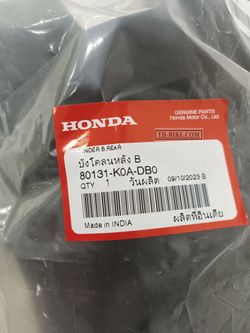 HONDA
GENUINE PARTS
Honda Motor Co., Ltd.
YB-BIKE.COM
NDER B,REAR
บังโคลนหลัง B
80131-K0A-DB0
QTY 1 วันผลิต 09/10/2023 B
Made in INDIA ผลิตที่อินเดีย